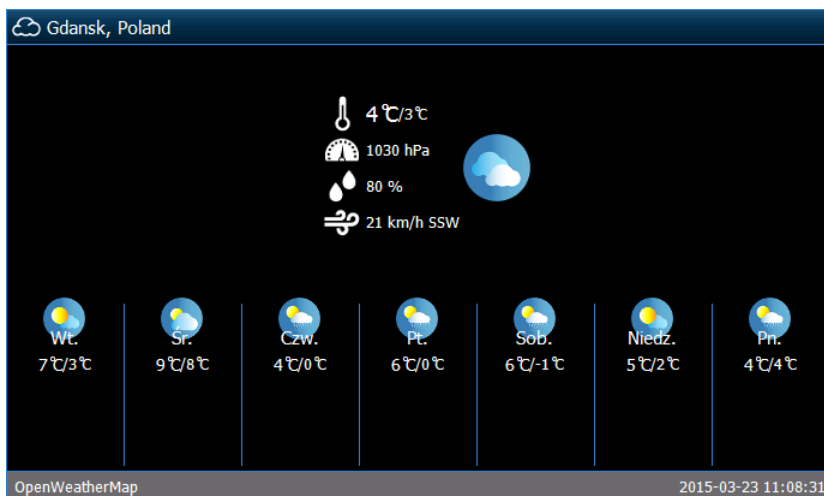 Gdansk, Poland
4℃/3℃
1030 hPa
80 %
21 km/h SSW
Wt. Śr. Czw. Pt. Sob. Niedz. Pn.
7℃/3℃ 9℃/8℃ 4℃/0℃ 6℃/0℃ 6℃/-1℃ 5℃/2℃ 4℃/4℃
OpenWeatherMap 2015-03-23 11:08:31